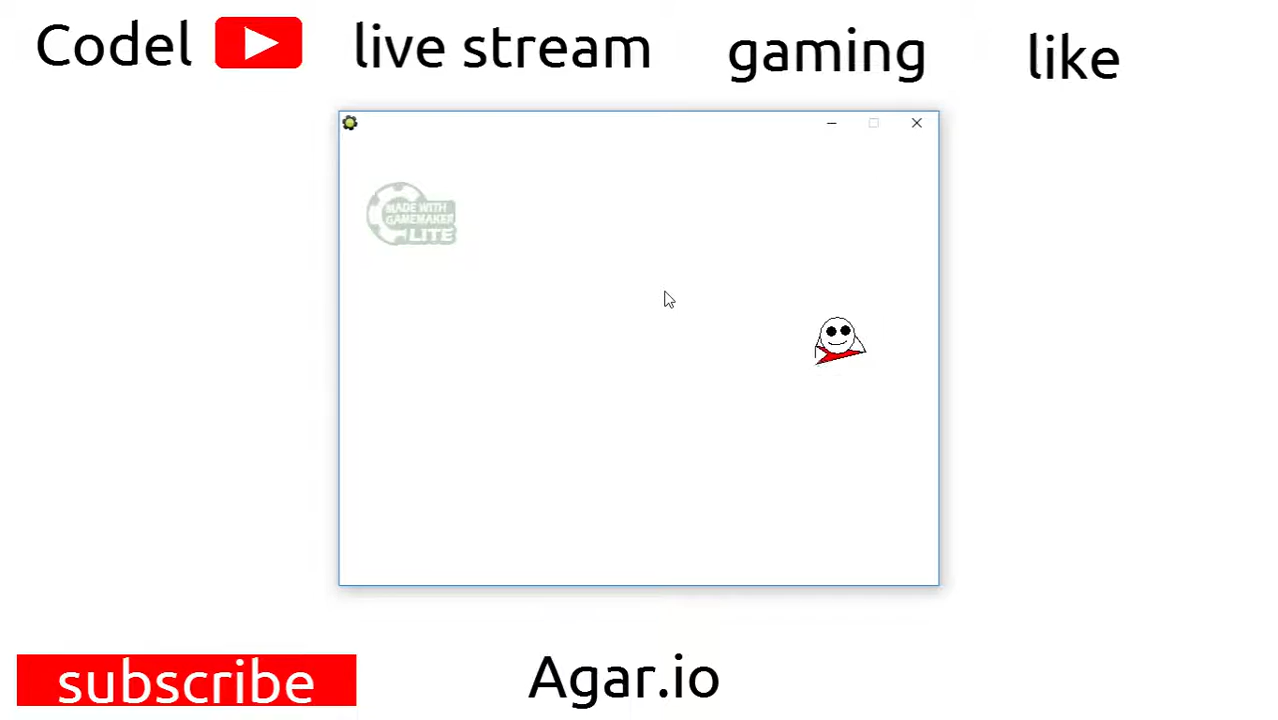 Codel live stream gaming like
MADE WITH
GAMEMAKER
LITE
subscribe Agar.io